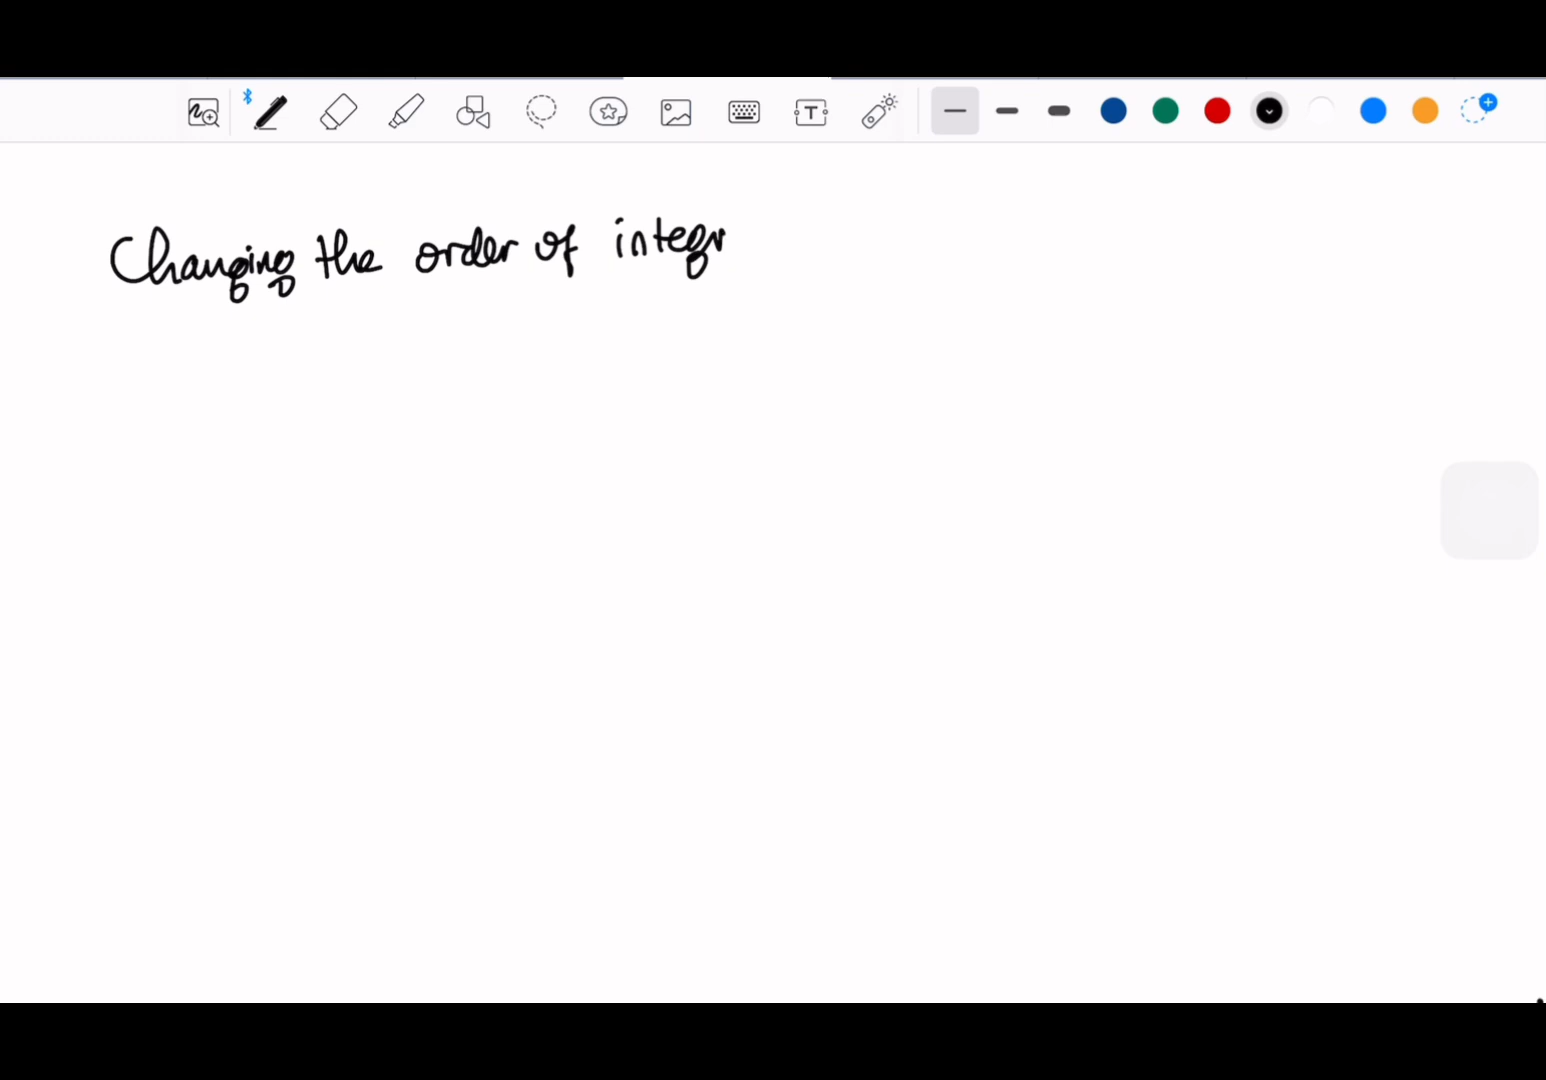 Changing the order of integr